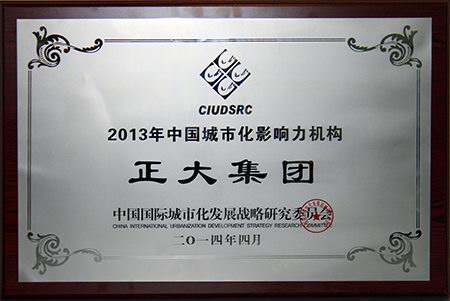 CIUDSRC
2013年中国城市化影响力机构
正大集团
中国国际城市化发展战略研究委员会
CHINA INTERNATIONAL URBANIZATION DEVELOPMENT STRATEGY RESEARCH COMMITTEE
二〇一四年四月